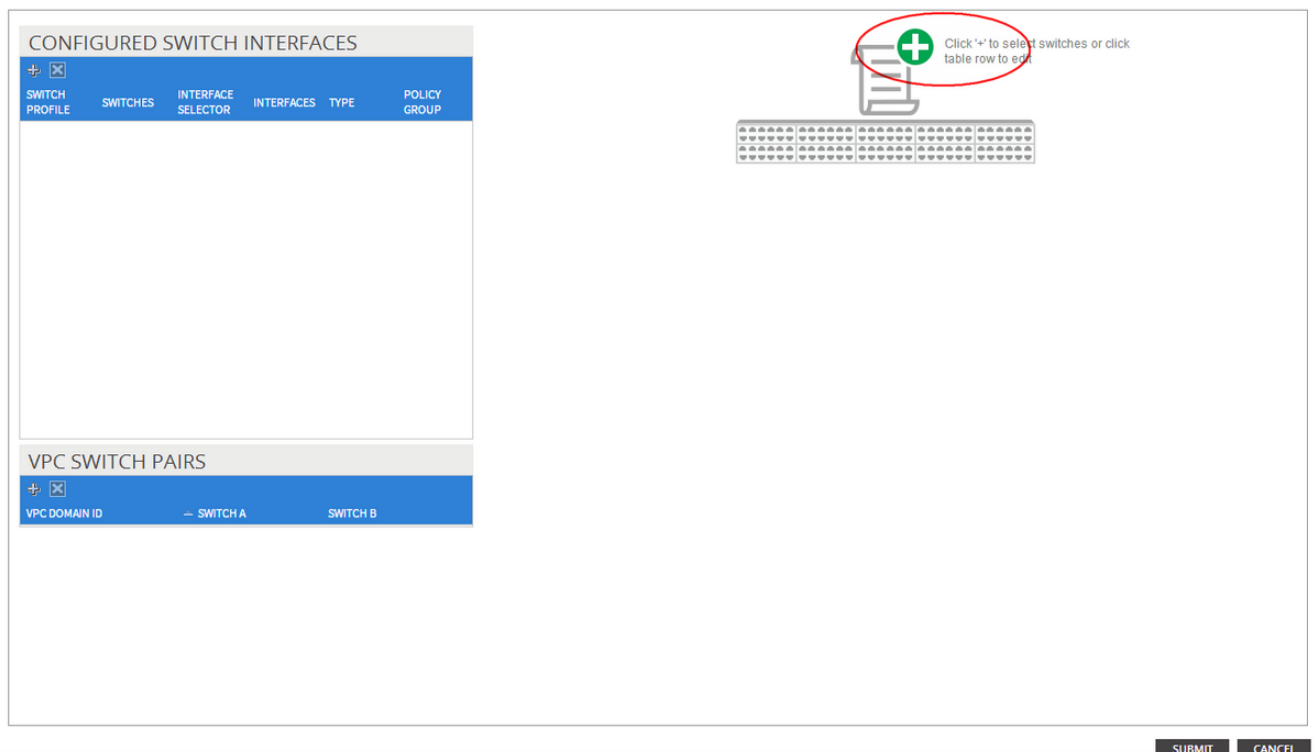 CONFIGURED SWITCH INTERFACES
SWITCH PROFILE
SWITCHES
INTERFACE SELECTOR
INTERFACES
TYPE
POLICY GROUP
Click '+' to select switches or click
table row to edit
VPC SWITCH PAIRS
VPC DOMAIN ID
SWITCH A
SWITCH B
SUBMIT
CANCEL